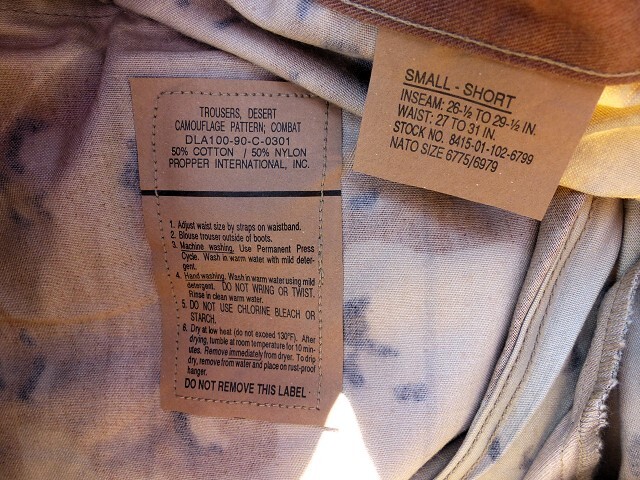 TROUSERS, DESERT
CAMOUFLAGE PATTERN; COMBAT
DLA100-90-C-0301
50% COTTON / 50% NYLON
PROPPER INTERNATIONAL, INC.
1. Adjust waist size by straps on waistband.
2. Blouse trouser outside of boots.
3. Machine washing. Use Permanent Press
Cycle. Wash in warm water with mild deter-
gent.
4. Hand washing. Wash in warm water using mild
detergent. DO NOT WRING OR TWIST.
Rinse in clean warm water.
5. DO NOT USE CHLORINE BLEACH OR
STARCH.
6. Dry at low heat (do not exceed 130°F). After
drying, tumble at room temperature for 10 min-
utes. Remove immediately from dryer. To drip
dry, remove from water and place on rust-proof
hanger.
DO NOT REMOVE THIS LABEL
SMALL - SHORT
INSEAM: 26-½ TO 29-½ IN.
WAIST: 27 TO 31 IN.
STOCK NO. 8415-01-102-6799
NATO SIZE 6775/6979